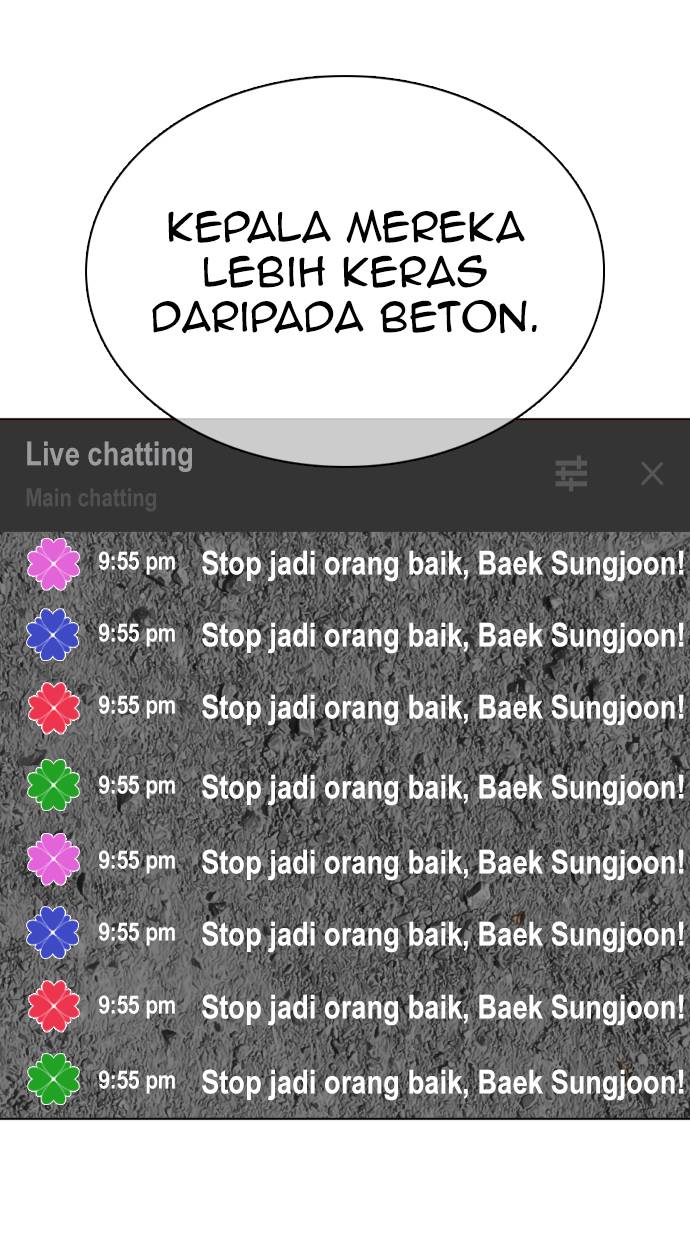 KEPALA MEREKA
LEBIH KERAS
DARIPADA BETON.
Live chatting
Main chatting
9:55 pm Stop jadi orang baik, Baek Sungjoon!
9:55 pm Stop jadi orang baik, Baek Sungjoon!
9:55 pm Stop jadi orang baik, Baek Sungjoon!
9:55 pm Stop jadi orang baik, Baek Sungjoon!
9:55 pm Stop jadi orang baik, Baek Sungjoon!
9:55 pm Stop jadi orang baik, Baek Sungjoon!
9:55 pm Stop jadi orang baik, Baek Sungjoon!
9:55 pm Stop jadi orang baik, Baek Sungjoon!